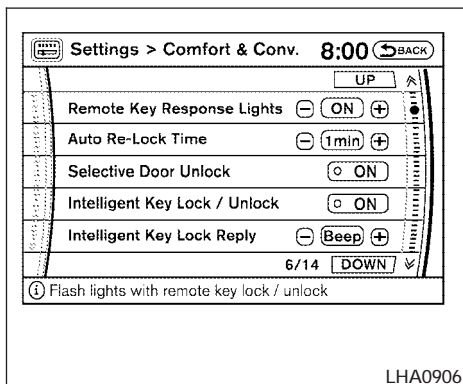 Settings > Comfort & Conv. 8:00 BACK
UP
Remote Key Response Lights − ON +
Auto Re-Lock Time − 1min +
Selective Door Unlock ON
Intelligent Key Lock / Unlock ON
Intelligent Key Lock Reply − Beep +
6/14 DOWN
i Flash lights with remote key lock / unlock
LHA0906